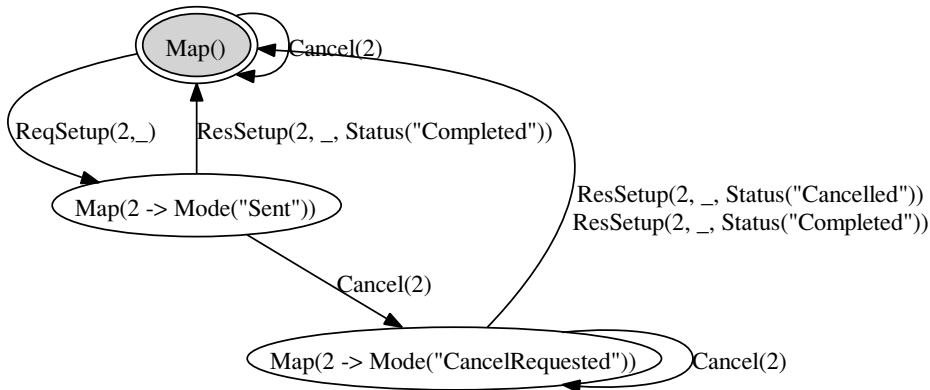 Map()
Cancel(2)
ReqSetup(2,_)
ResSetup(2, _, Status("Completed"))
Map(2 -> Mode("Sent"))
ResSetup(2, _, Status("Cancelled"))
ResSetup(2, _, Status("Completed"))
Cancel(2)
Map(2 -> Mode("CancelRequested"))
Cancel(2)